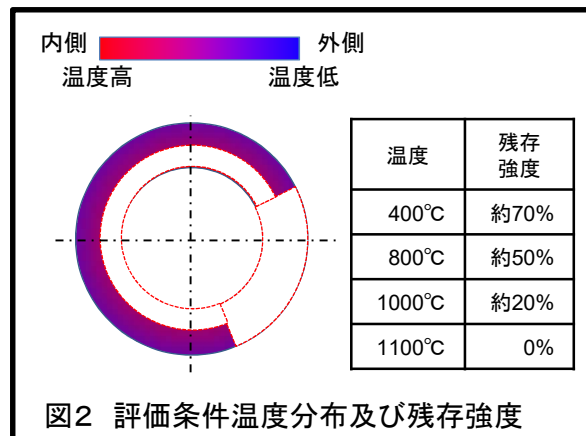 内側 外側
温度高 温度低
温度 残存
強度
400℃ 約70%
800℃ 約50%
1000℃ 約20%
1100℃ 0%
図2 評価条件温度分布及び残存強度